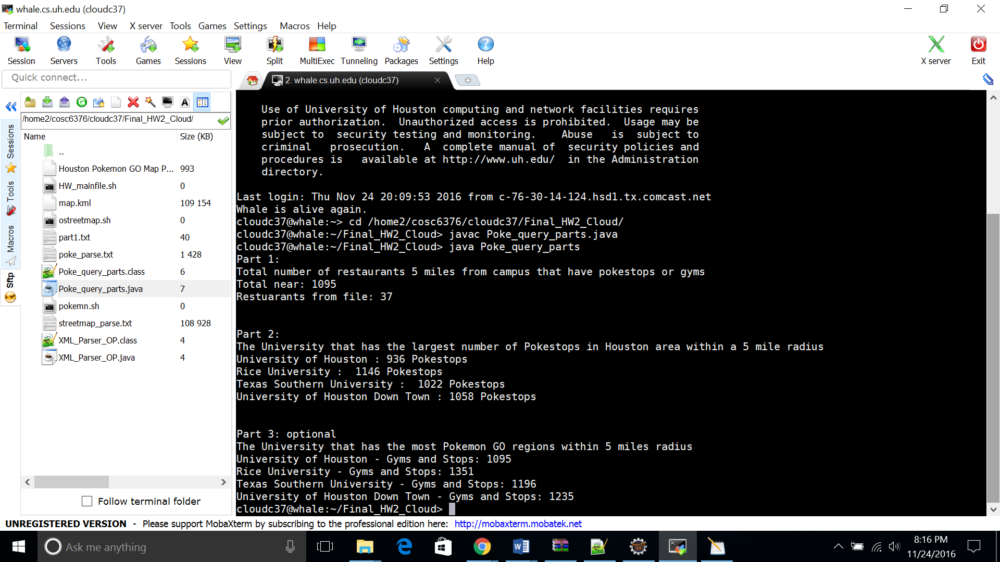 whale.cs.uh.edu (cloudc37)
Terminal Sessions View X server Tools Games Settings Macros Help
Session Servers Tools Games Sessions View Split MultiExec Tunneling Packages Settings Help X server Exit
Quick connect...
2. whale.cs.uh.edu (cloudc37)
/home2/cosc6376/cloudc37/Final_HW2_Cloud/
Name Size (KB)
..
Houston Pokemon GO Map P... 993
HW_mainfile.sh 0
map.kml 109 154
ostreetmap.sh 0
part1.txt 40
poke_parse.txt 1 428
Poke_query_parts.class 6
Poke_query_parts.java 7
pokemn.sh 0
streetmap_parse.txt 108 928
XML_Parser_OP.class 4
XML_Parser_OP.java 4
Sessions
Tools
Macros
Sftp
Follow terminal folder
Use of University of Houston computing and network facilities requires
prior authorization.  Unauthorized access is prohibited.  Usage may be
subject to  security testing and monitoring.    Abuse   is  subject to
criminal   prosecution.   A  complete manual of  security policies and
procedures is   available at http://www.uh.edu/  in the Administration
directory.
Last login: Thu Nov 24 20:09:53 2016 from c-76-30-14-124.hsd1.tx.comcast.net
Whale is alive again.
cloudc37@whale:~> cd /home2/cosc6376/cloudc37/Final_HW2_Cloud/
cloudc37@whale:~/Final_HW2_Cloud> javac Poke_query_parts.java
cloudc37@whale:~/Final_HW2_Cloud> java Poke_query_parts
Part 1:
Total number of restaurants 5 miles from campus that have pokestops or gyms
Total near: 1095
Restuarants from file: 37
Part 2:
The University that has the largest number of Pokestops in Houston area within a 5 mile radius
University of Houston : 936 Pokestops
Rice University :  1146 Pokestops
Texas Southern University :  1022 Pokestops
University of Houston Down Town : 1058 Pokestops
Part 3: optional
The University that has the most Pokemon GO regions within 5 miles radius
University of Houston - Gyms and Stops: 1095
Rice University - Gyms and Stops: 1351
Texas Southern University - Gyms and Stops: 1196
University of Houston Down Town - Gyms and Stops: 1235
cloudc37@whale:~/Final_HW2_Cloud>
UNREGISTERED VERSION - Please support MobaXterm by subscribing to the professional edition here: http://mobaxterm.mobatek.net
Ask me anything
8:16 PM
11/24/2016